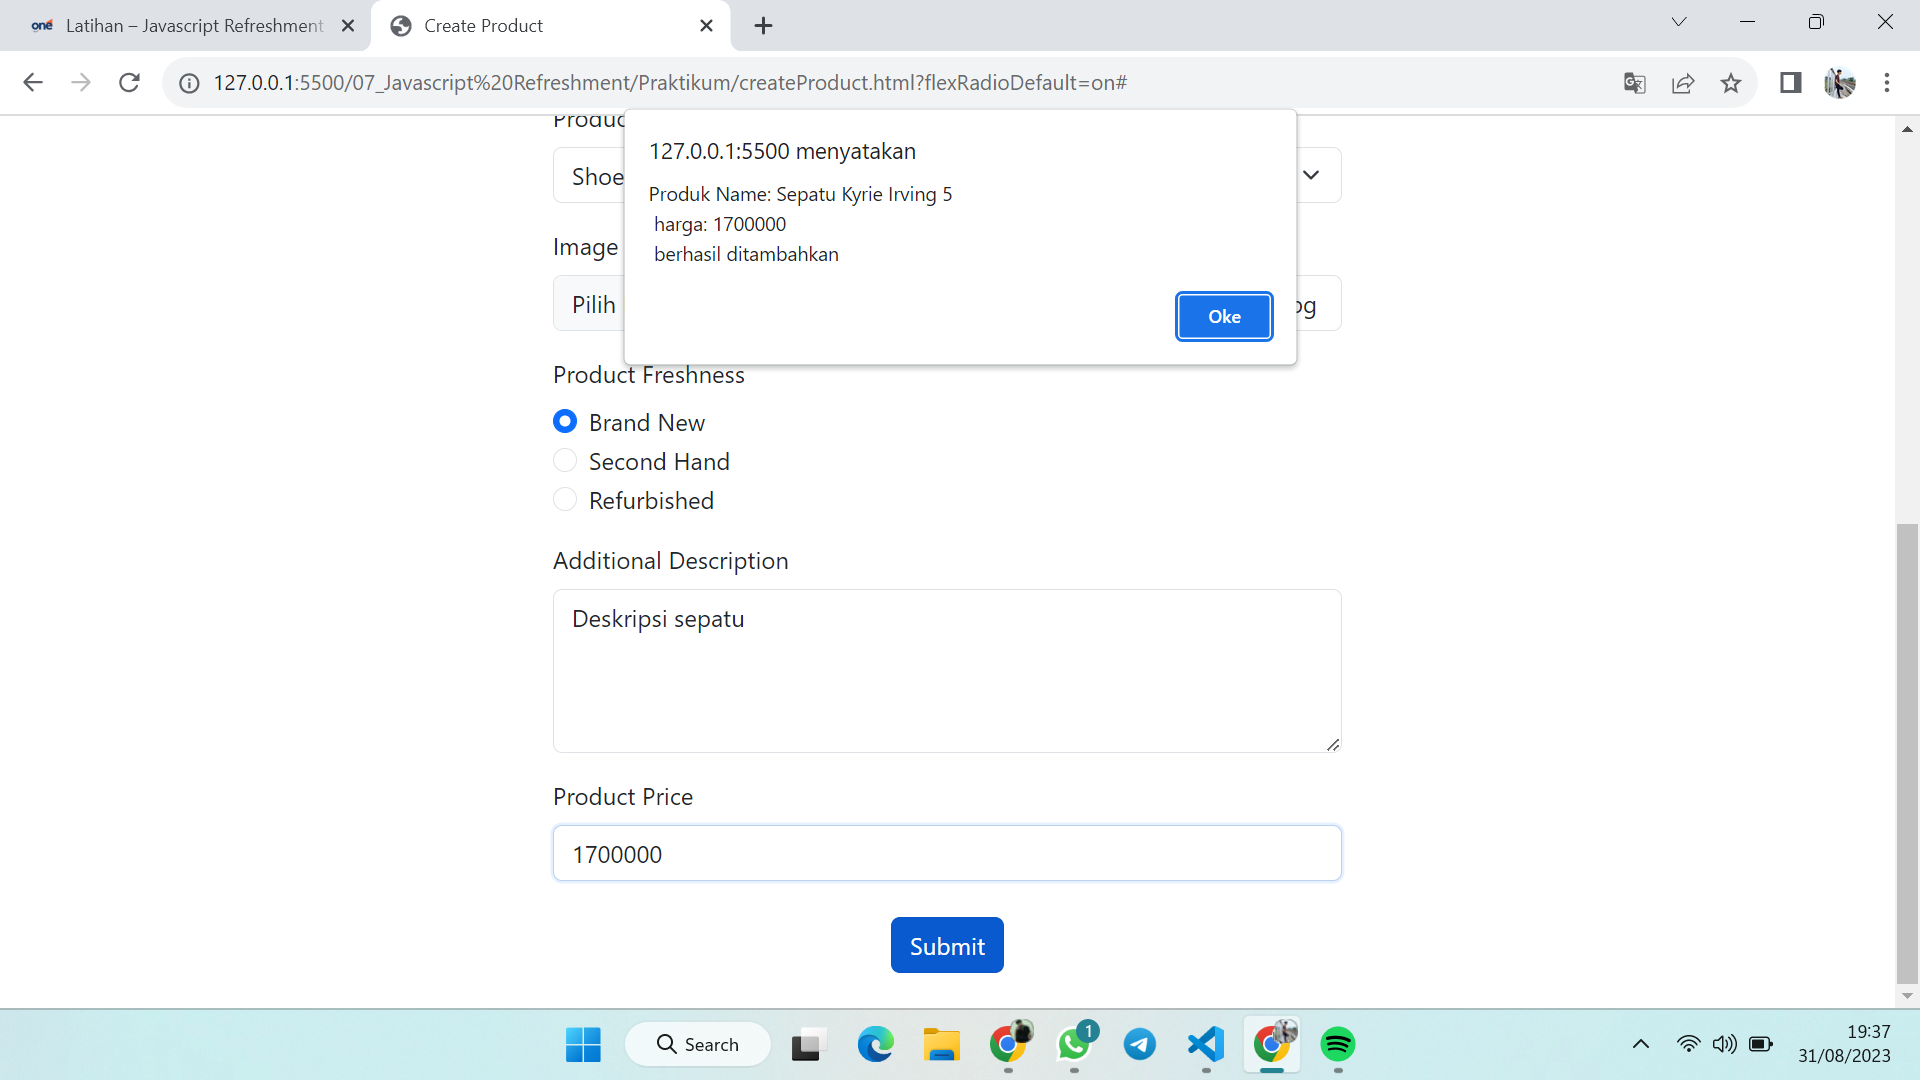 one Latihan – Javascript Refreshment
Create Product
127.0.0.1:5500/07_Javascript%20Refreshment/Praktikum/createProduct.html?flexRadioDefault=on#
127.0.0.1:5500 menyatakan
Produk Name: Sepatu Kyrie Irving 5
harga: 1700000
berhasil ditambahkan
Oke
Produc
Shoe
Image
Pilih
Product Freshness
Brand New
Second Hand
Refurbished
Additional Description
Deskripsi sepatu
Product Price
1700000
Submit
Search
1
19:37
31/08/2023